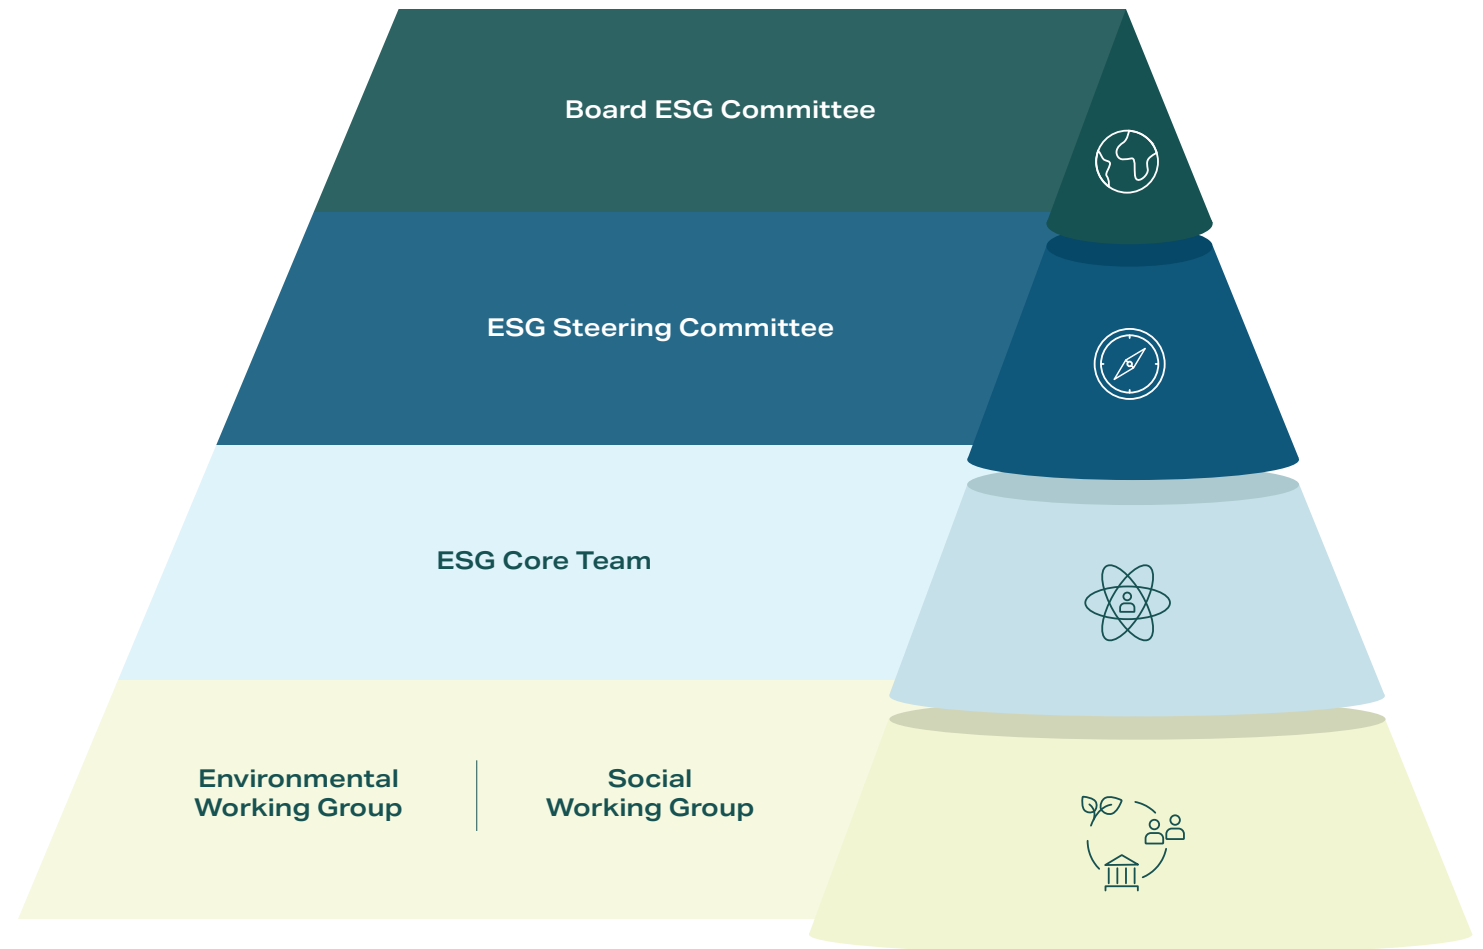 Board ESG Committee
ESG Steering Committee
ESG Core Team
Environmental
Working Group
Social
Working Group